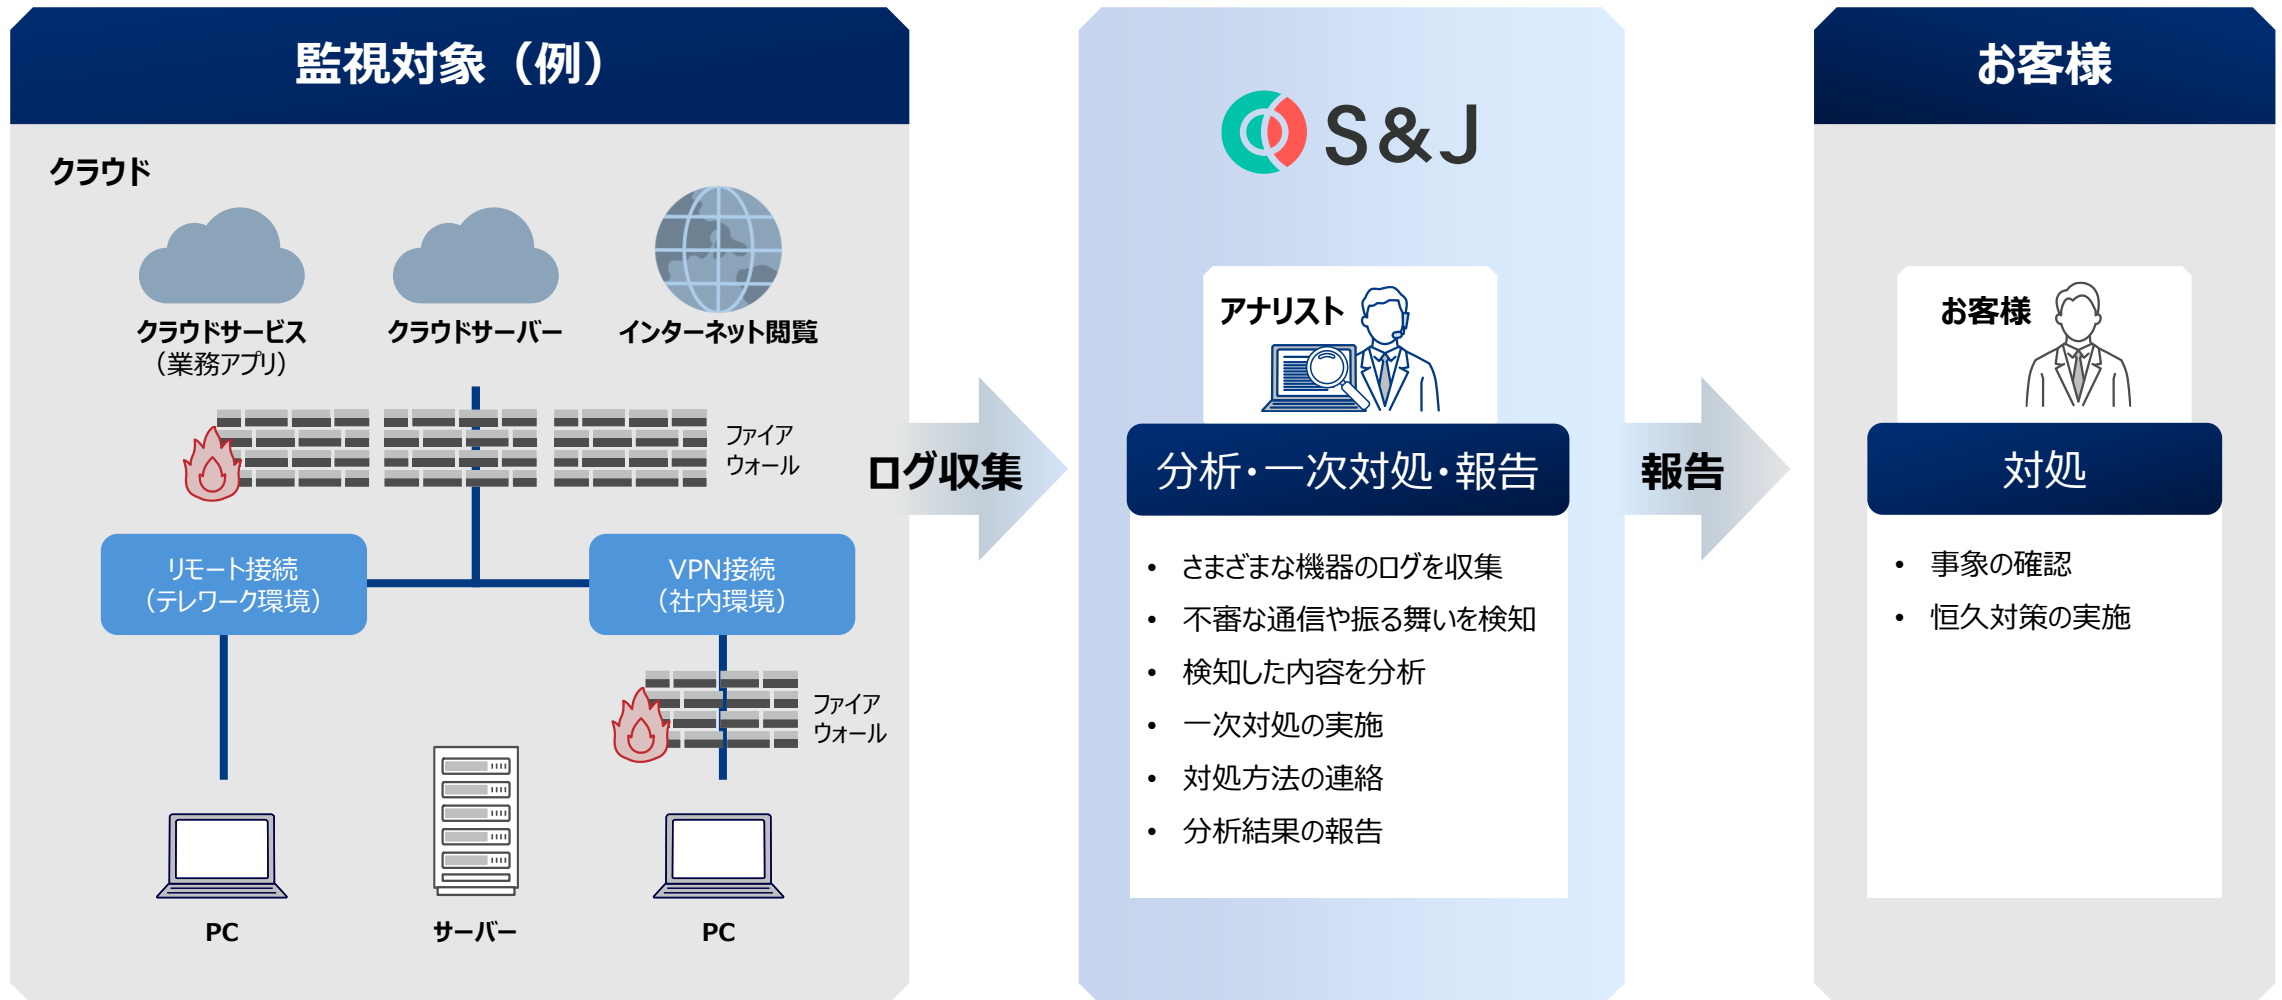 監視対象（例）
クラウド
クラウドサービス
（業務アプリ）
クラウドサーバー
インターネット閲覧
ファイア
ウォール
リモート接続
（テレワーク環境）
VPN接続
（社内環境）
ファイア
ウォール
PC
サーバー
PC
ログ収集
S&J
アナリスト
分析・一次対処・報告
• さまざまな機器のログを収集
• 不審な通信や振る舞いを検知
• 検知した内容を分析
• 一次対処の実施
• 対処方法の連絡
• 分析結果の報告
報告
お客様
お客様
対処
• 事象の確認
• 恒久対策の実施